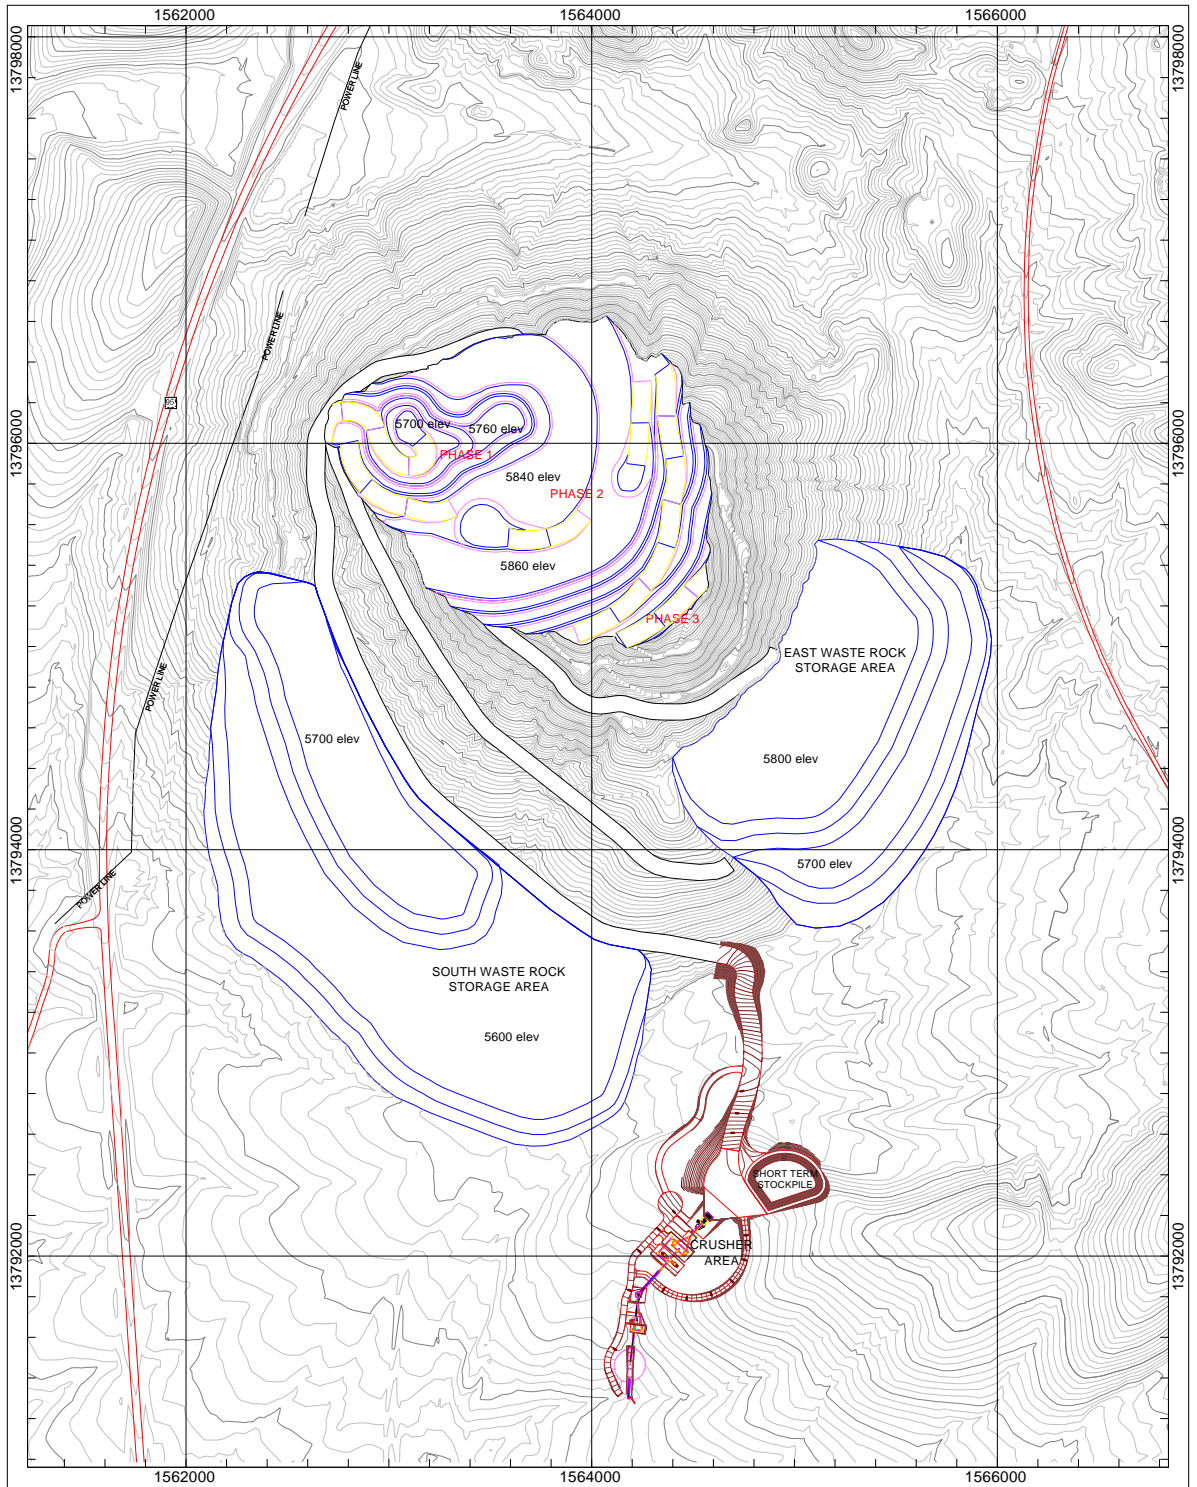 1562000
1564000
1566000
13798000
13798000
POWER LINE
POWER LINE
95
13796000
13796000
5700 elev
5760 elev
PHASE 1
5840 elev
PHASE 2
5860 elev
PHASE 3
EAST WASTE ROCK
STORAGE AREA
POWER LINE
5700 elev
5800 elev
13794000
13794000
5700 elev
POWER LINE
SOUTH WASTE ROCK
STORAGE AREA
5600 elev
SHORT TERM
STOCKPILE
13792000
13792000
CRUSHER
AREA
1562000
1564000
1566000